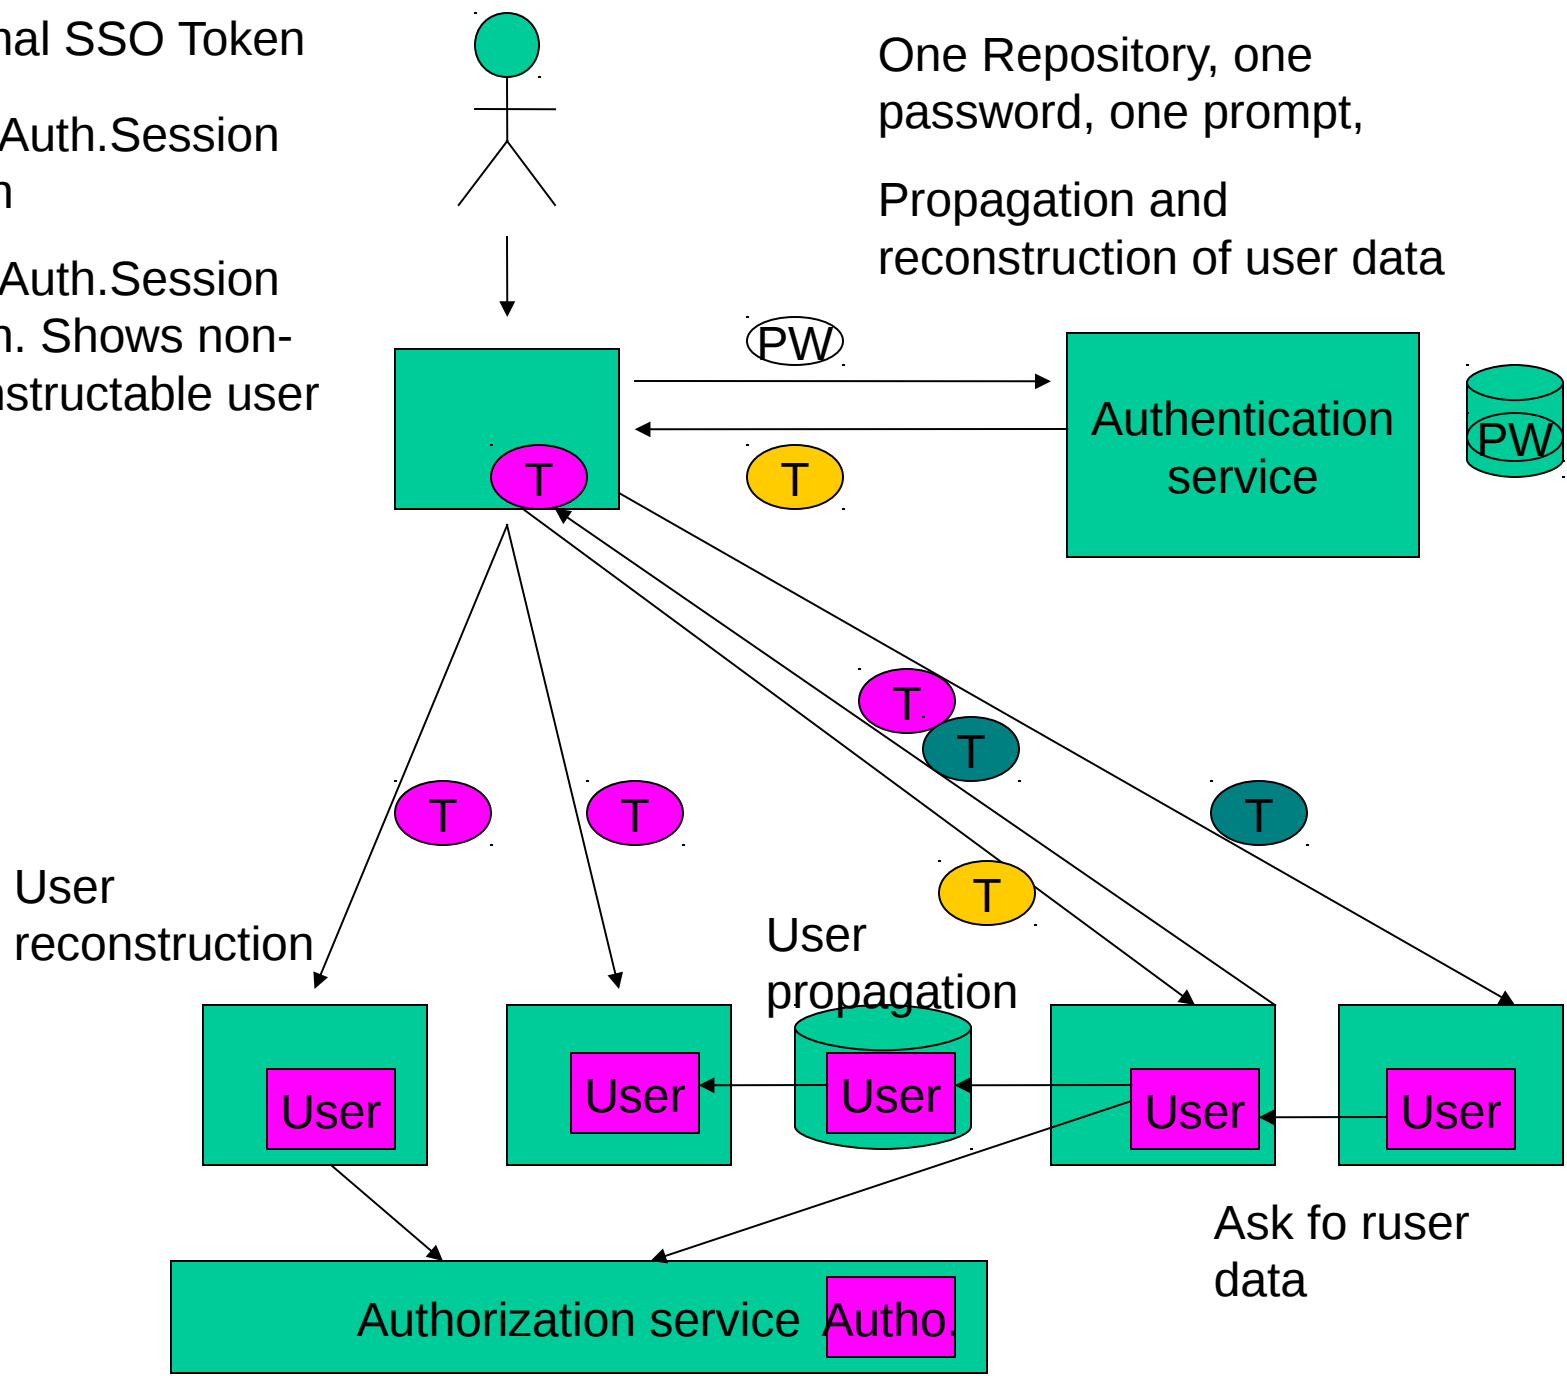 nal SSO Token
Auth.Session
n
Auth.Session
n. Shows non-
nstructable user
One Repository, one
password, one prompt,
Propagation and
reconstruction of user data
PW
Authentication
service
PW
T
T
T
T
T
T
T
T
User
reconstruction
User
propagation
User
User
User
User
User
Ask fo ruser
data
Authorization service
Autho.